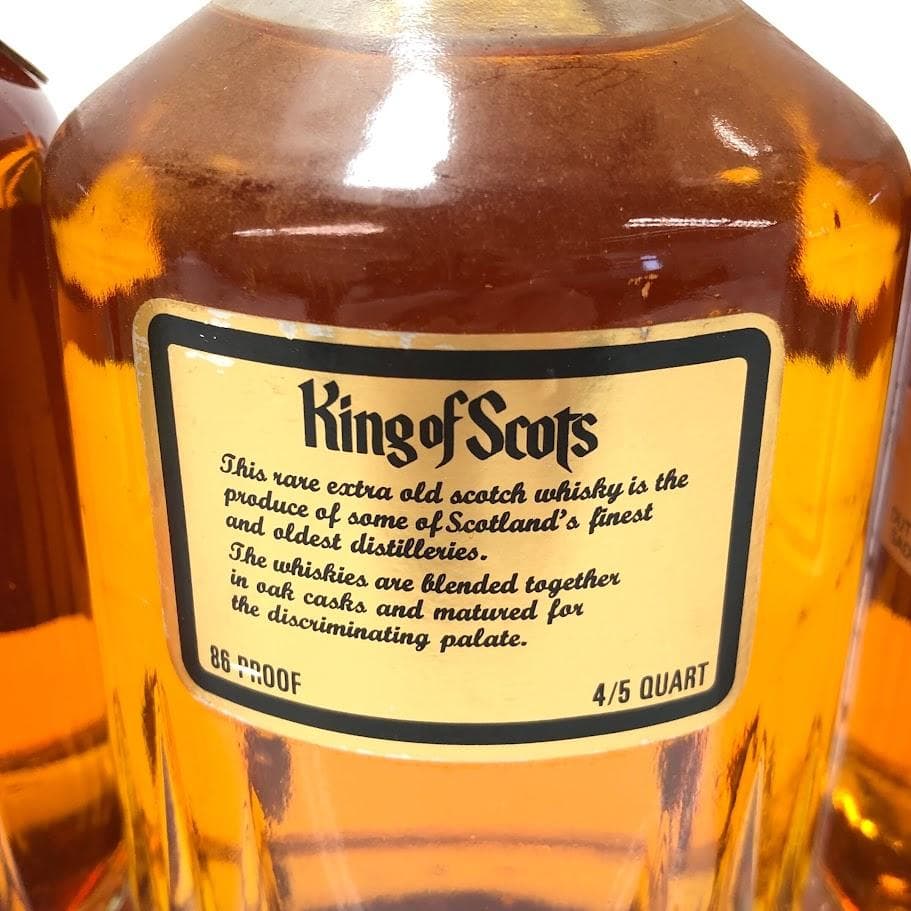 King of Scots
This rare extra old scotch whisky is the
produce of some of Scotland's finest
and oldest distilleries.
The whiskies are blended together
in oak casks and matured for
the discriminating palate.
86 PROOF
4/5 QUART